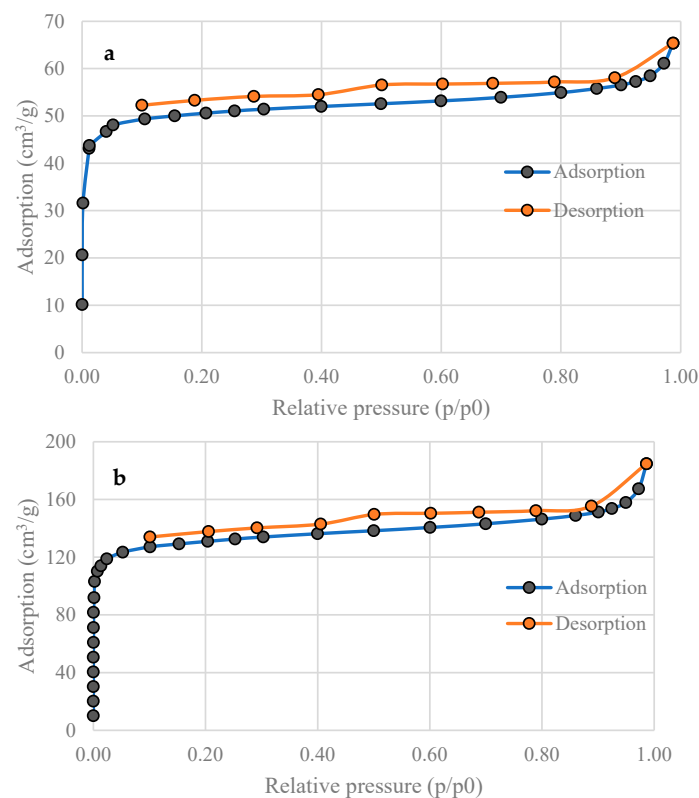 a
70
60
50
40
30
20
10
0
Adsorption (cm³/g)
Adsorption
Desorption
0.00 0.20 0.40 0.60 0.80 1.00
Relative pressure (p/p0)
b
200
160
120
80
40
0
Adsorption (cm³/g)
Adsorption
Desorption
0.00 0.20 0.40 0.60 0.80 1.00
Relative pressure (p/p0)